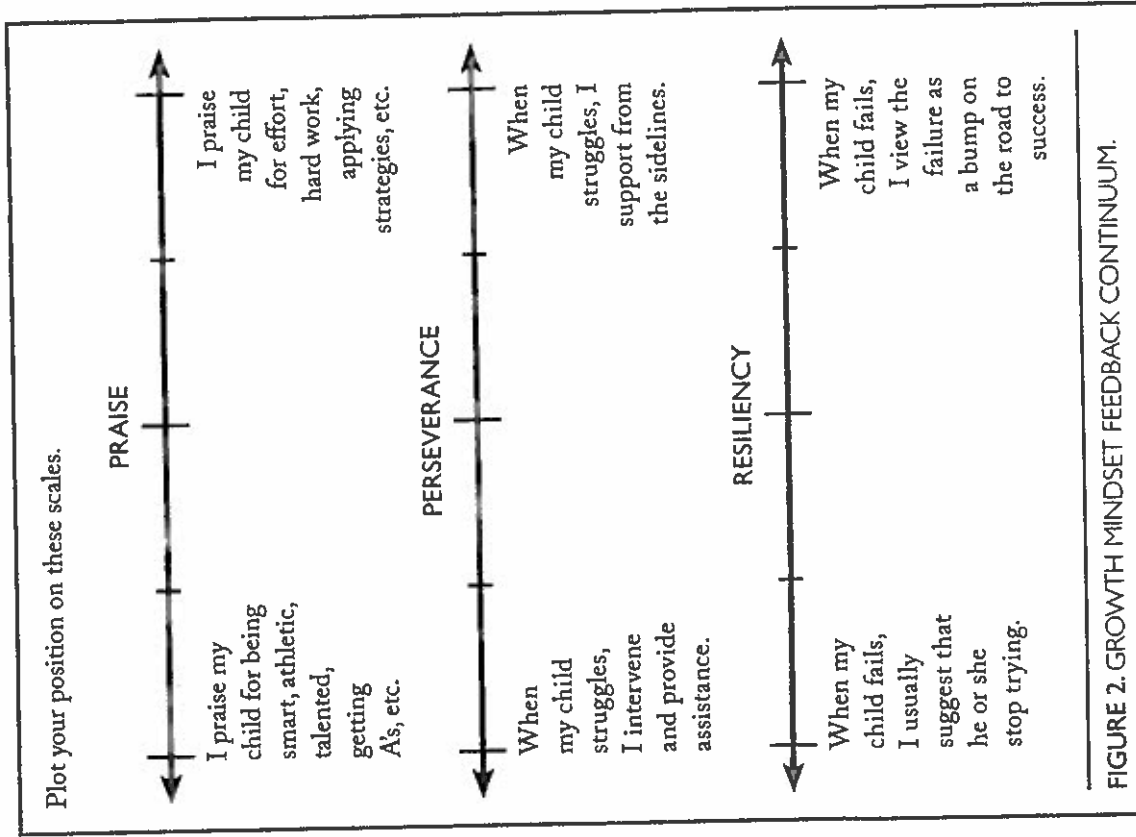 Plot your position on these scales.
PRAISE
I praise my
child for being
smart, athletic,
talented,
getting
A's, etc.
I praise
my child
for effort,
hard work,
applying
strategies, etc.
PERSEVERANCE
When
my child
struggles,
I intervene
and provide
assistance.
When
my child
struggles, I
support from
the sidelines.
RESILIENCY
When my
child fails,
I usually
suggest that
he or she
stop trying.
When my
child fails,
I view the
failure as
a bump on
the road to
success.
FIGURE 2. GROWTH MINDSET FEEDBACK CONTINUUM.